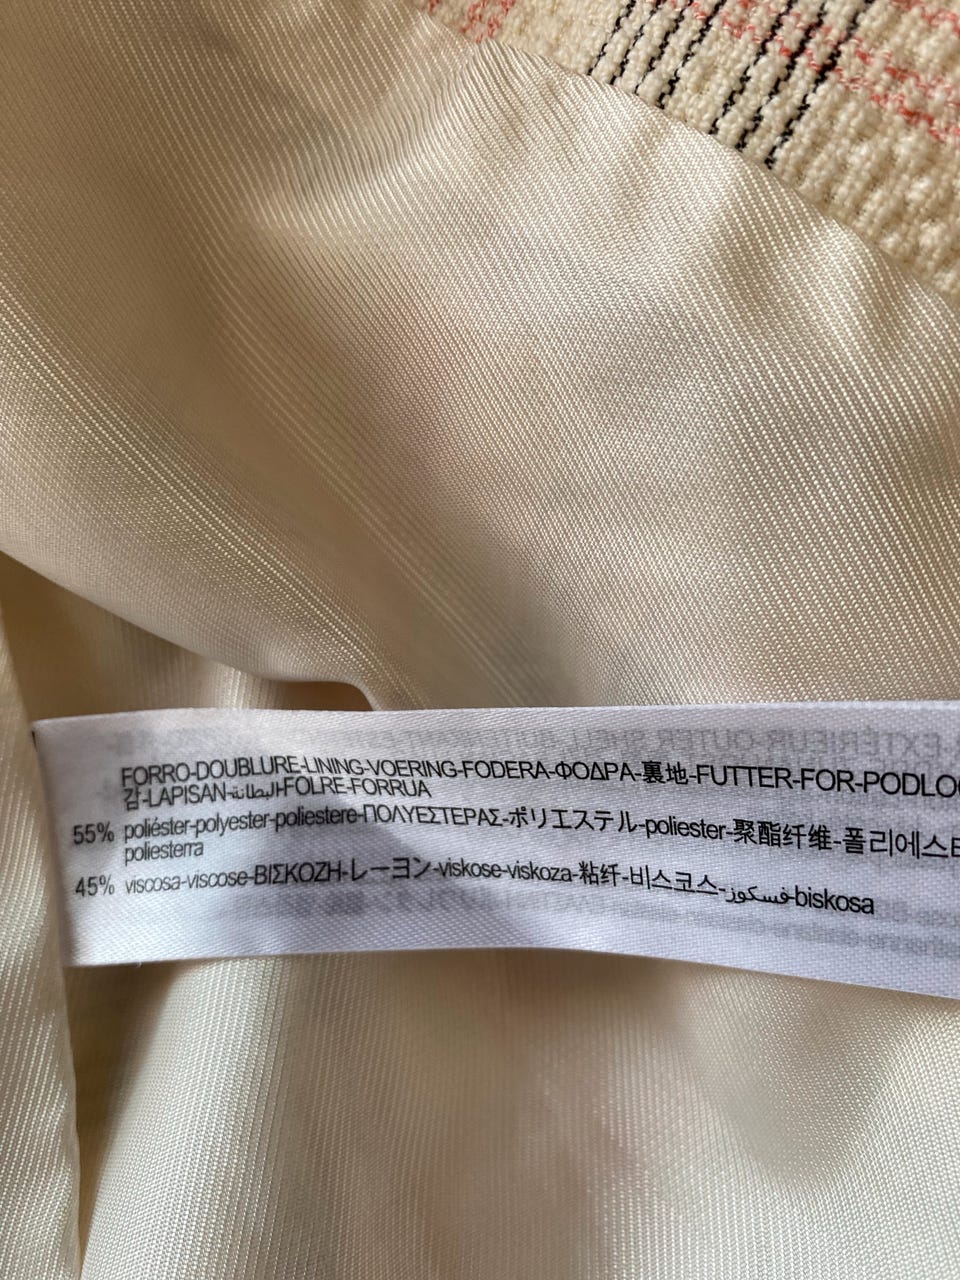 FORRO-DOUBLURE-LINING-VOERING-FODERA-ΦΟΔΡΑ-裏地-FUTTER-FOR-PODLO
감-LAPISAN-البطانة-FOLRE-FORRUA
55% poliéster-polyester-poliestere-ΠΟΛΥΕΣΤΕΡΑΣ-ポリエステル-poliester-聚酯纤维-폴리에스
poliesterra
45% viscosa-viscose-ΒΙΣΚΟΖΗ-レーヨン-viskose-viskoza-粘纤-비스코스-فسكوز-biskosa